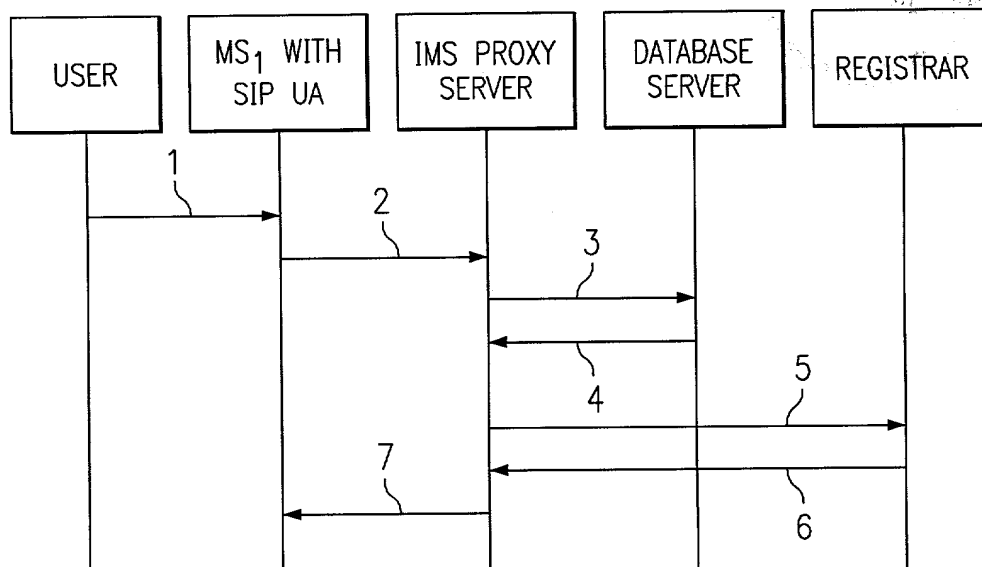 USER
MS₁ WITH
SIP UA
IMS PROXY
SERVER
DATABASE
SERVER
REGISTRAR
1
2
3
4
5
6
7